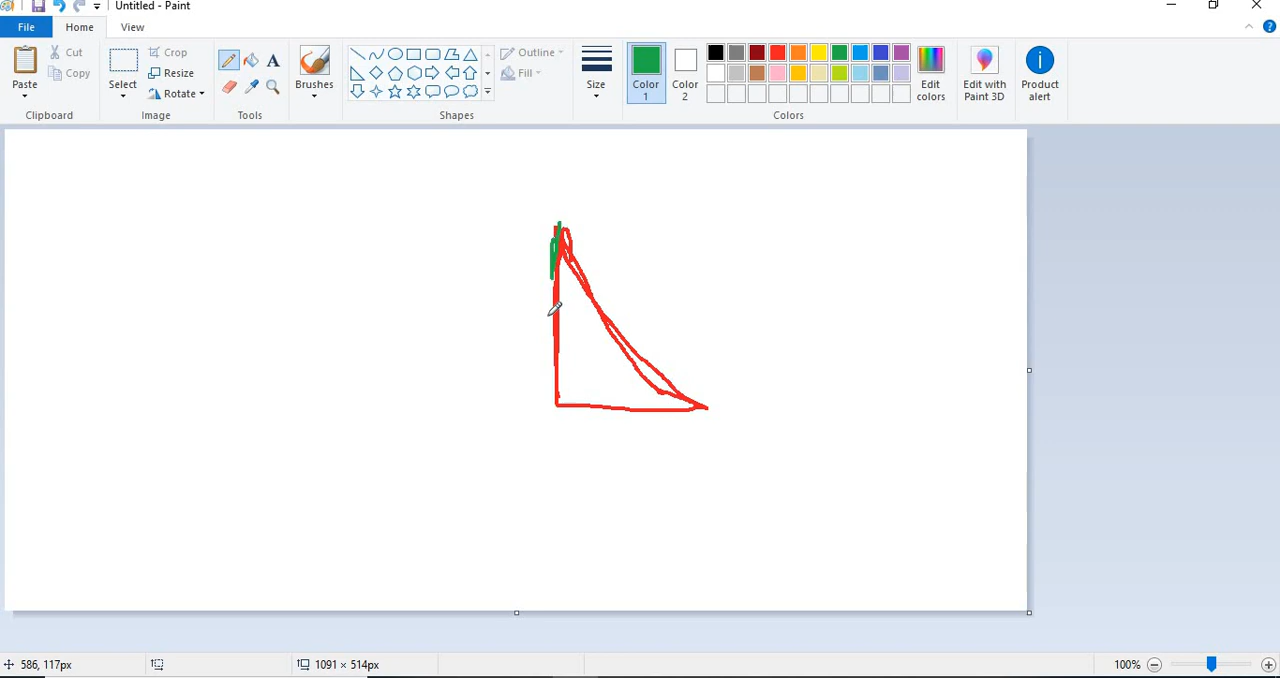 Untitled - Paint
File Home View
Paste Cut Copy Select Crop Resize Rotate Brushes Outline Fill Size Color 1 Color 2 Edit colors Edit with Paint 3D Product alert
Clipboard Image Tools Shapes Colors
586, 117px 1091 × 514px 100%